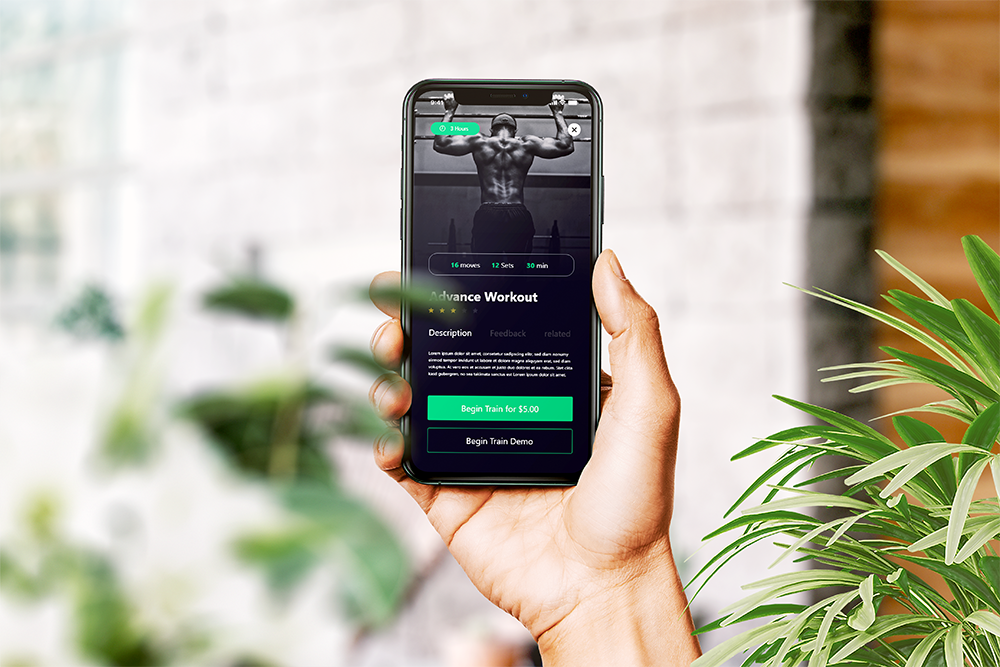 9:41
3 Hours
16 moves 12 Sets 30 min
Advance Workout
Description Feedback related
Lorem ipsum dolor sit amet, consetetur sadipscing elitr, sed diam nonumy
eirmod tempor invidunt ut labore et dolore magna aliquyam erat, sed diam
voluptua. At vero eos et accusam et justo duo dolores et ea rebum. Stet clita
kasd gubergren, no sea takimata sanctus est Lorem ipsum dolor sit amet.
Begin Train for $5.00
Begin Train Demo